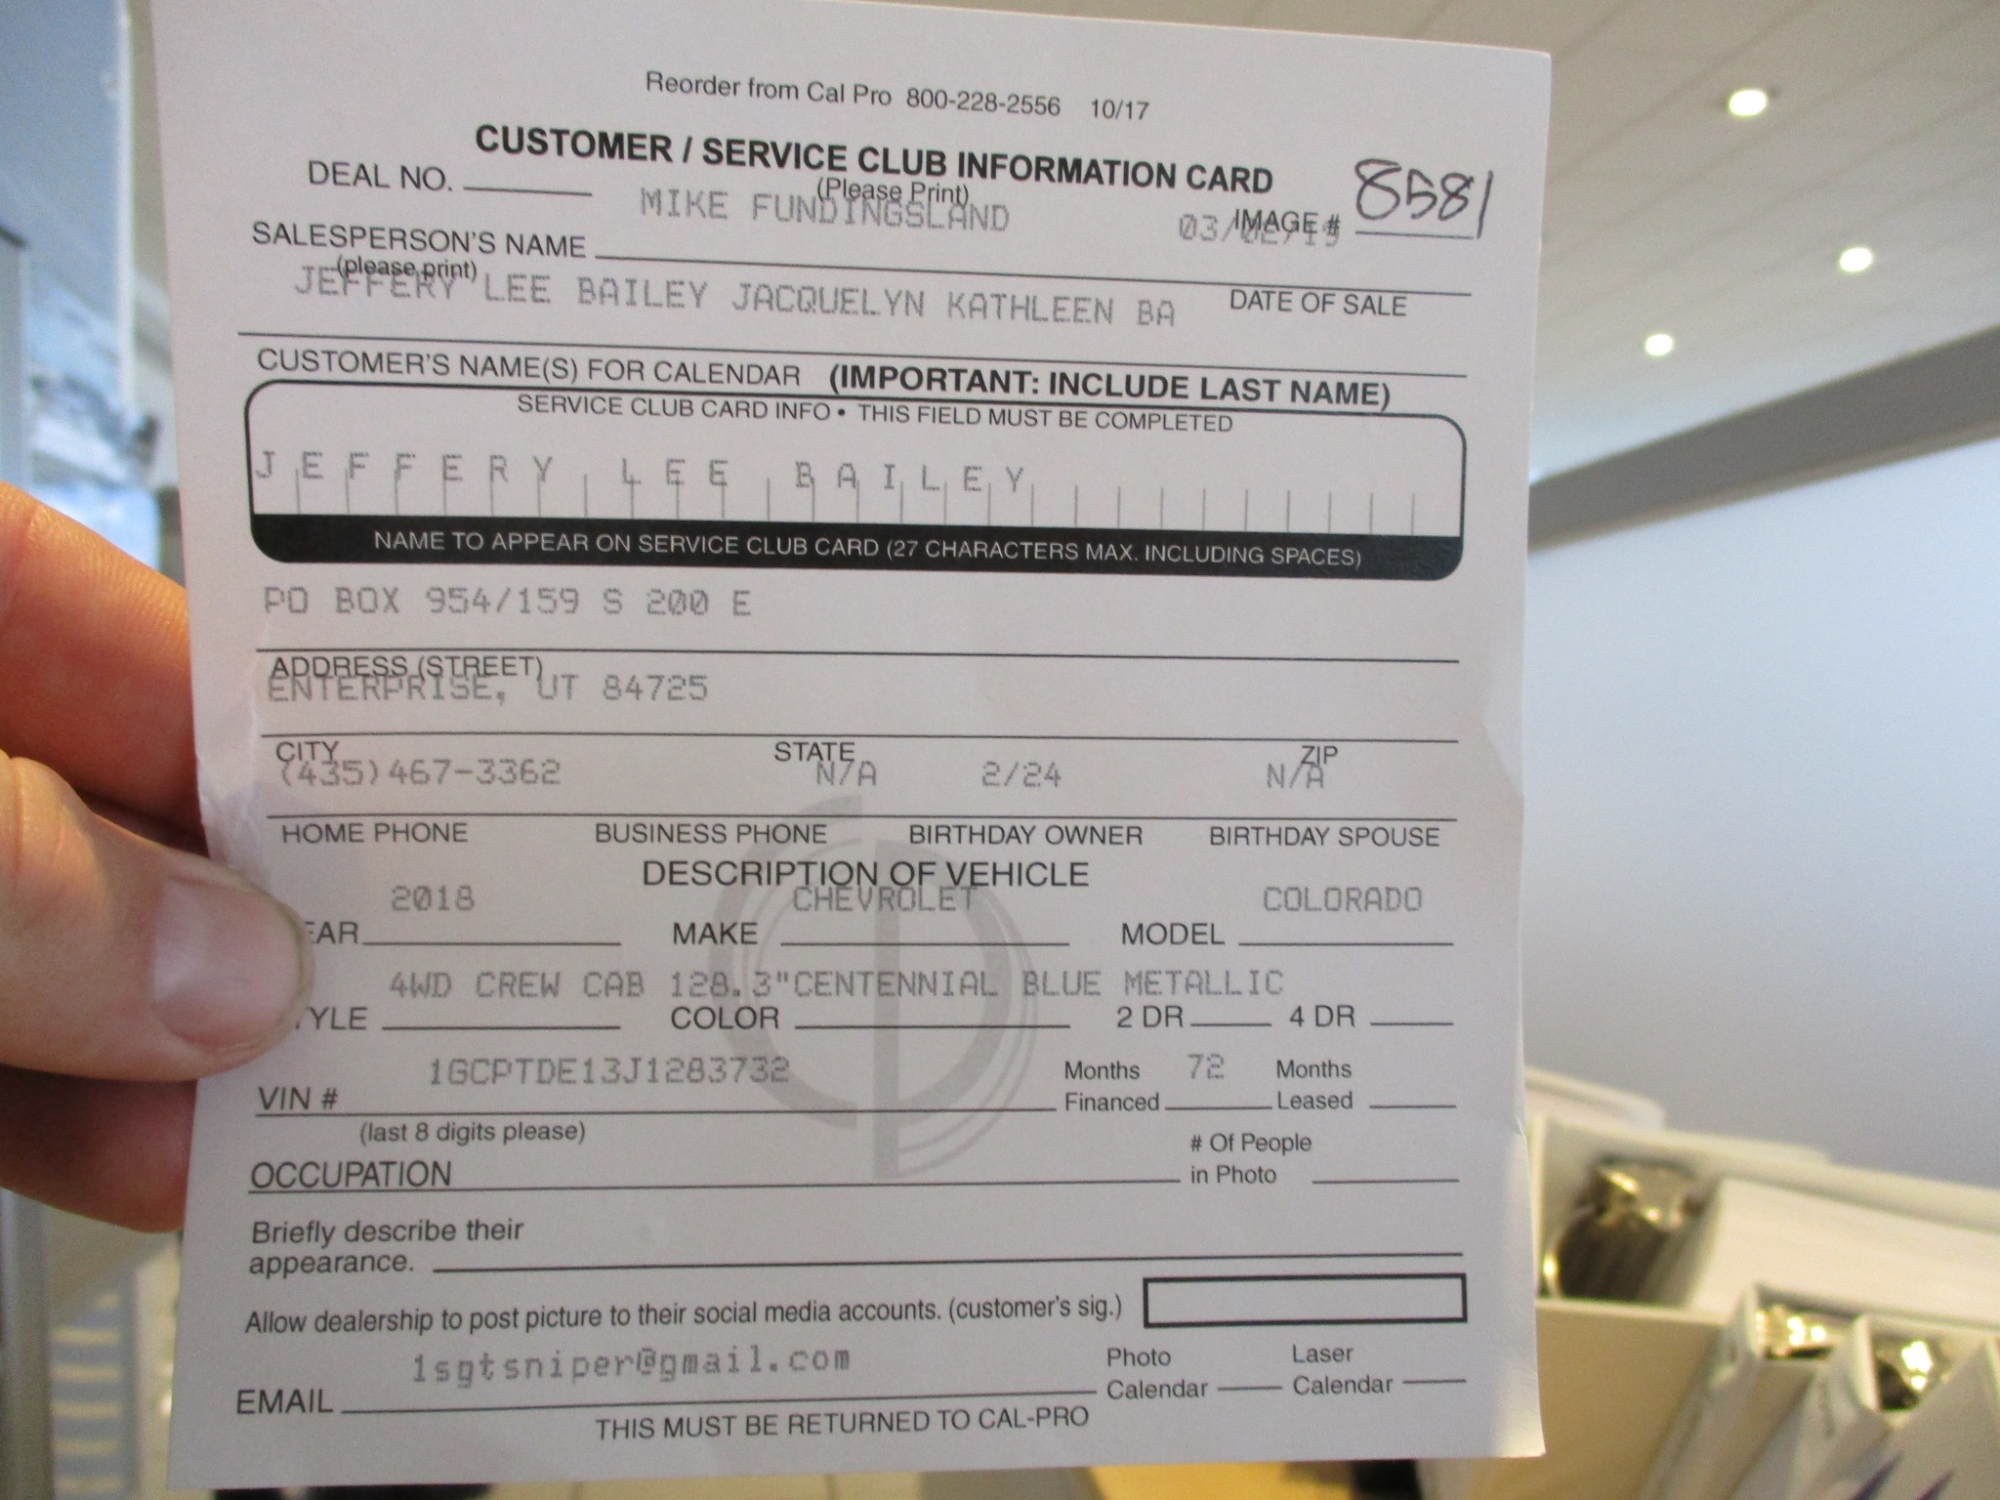 Reorder from Cal Pro 800-228-2556 10/17
CUSTOMER / SERVICE CLUB INFORMATION CARD
(Please Print)
DEAL NO.
MIKE FUNDINGSLAND
03/02/19
IMAGE # 8581
SALESPERSON'S NAME
(please print)
JEFFERY LEE BAILEY JACQUELYN KATHLEEN BA
DATE OF SALE
CUSTOMER'S NAME(S) FOR CALENDAR (IMPORTANT: INCLUDE LAST NAME)
SERVICE CLUB CARD INFO • THIS FIELD MUST BE COMPLETED
JEFFERY LEE BAILEY
NAME TO APPEAR ON SERVICE CLUB CARD (27 CHARACTERS MAX. INCLUDING SPACES)
PO BOX 954/159 S 200 E
ADDRESS (STREET)
ENTERPRISE, UT 84725
CITY STATE ZIP
(435)467-3362 N/A 2/24 N/A
HOME PHONE BUSINESS PHONE BIRTHDAY OWNER BIRTHDAY SPOUSE
DESCRIPTION OF VEHICLE
2018 CHEVROLET COLORADO
EAR MAKE MODEL
4WD CREW CAB 128.3"CENTENNIAL BLUE METALLIC
TYLE COLOR 2 DR 4 DR
1GCPTDE13J1283732 Months 72 Months
VIN # Financed Leased
(last 8 digits please)
# Of People
OCCUPATION in Photo
Briefly describe their
appearance.
Allow dealership to post picture to their social media accounts. (customer's sig.)
1sgtsniper@gmail.com Photo Laser
EMAIL Calendar Calendar
THIS MUST BE RETURNED TO CAL-PRO